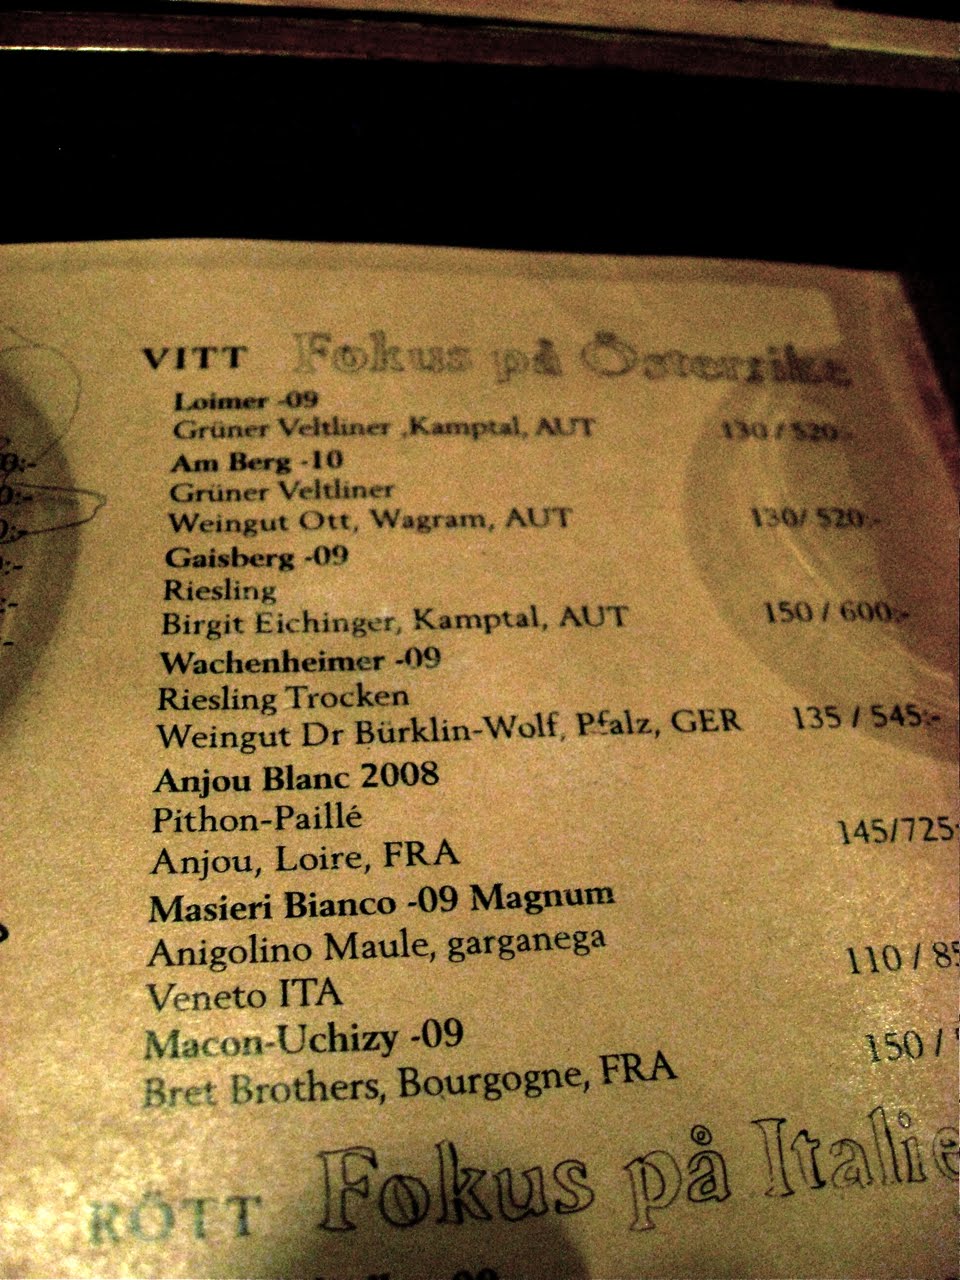 VITT Fokus på Österrike
Loimer -09
Grüner Veltliner ,Kamptal, AUT 130 / 520:-
Am Berg -10
Grüner Veltliner
Weingut Ott, Wagram, AUT 130/ 520:-
Gaisberg -09
Riesling
Birgit Eichinger, Kamptal, AUT 150 / 600:-
Wachenheimer -09
Riesling Trocken
Weingut Dr Bürklin-Wolf, Pfalz, GER 135 / 545:-
Anjou Blanc 2008
Pithon-Paillé
Anjou, Loire, FRA 145/725:
Masieri Bianco -09 Magnum
Anigolino Maule, garganega
Veneto ITA 110 / 85
Macon-Uchizy -09
Bret Brothers, Bourgogne, FRA 150 /
RÖTT Fokus på Italie